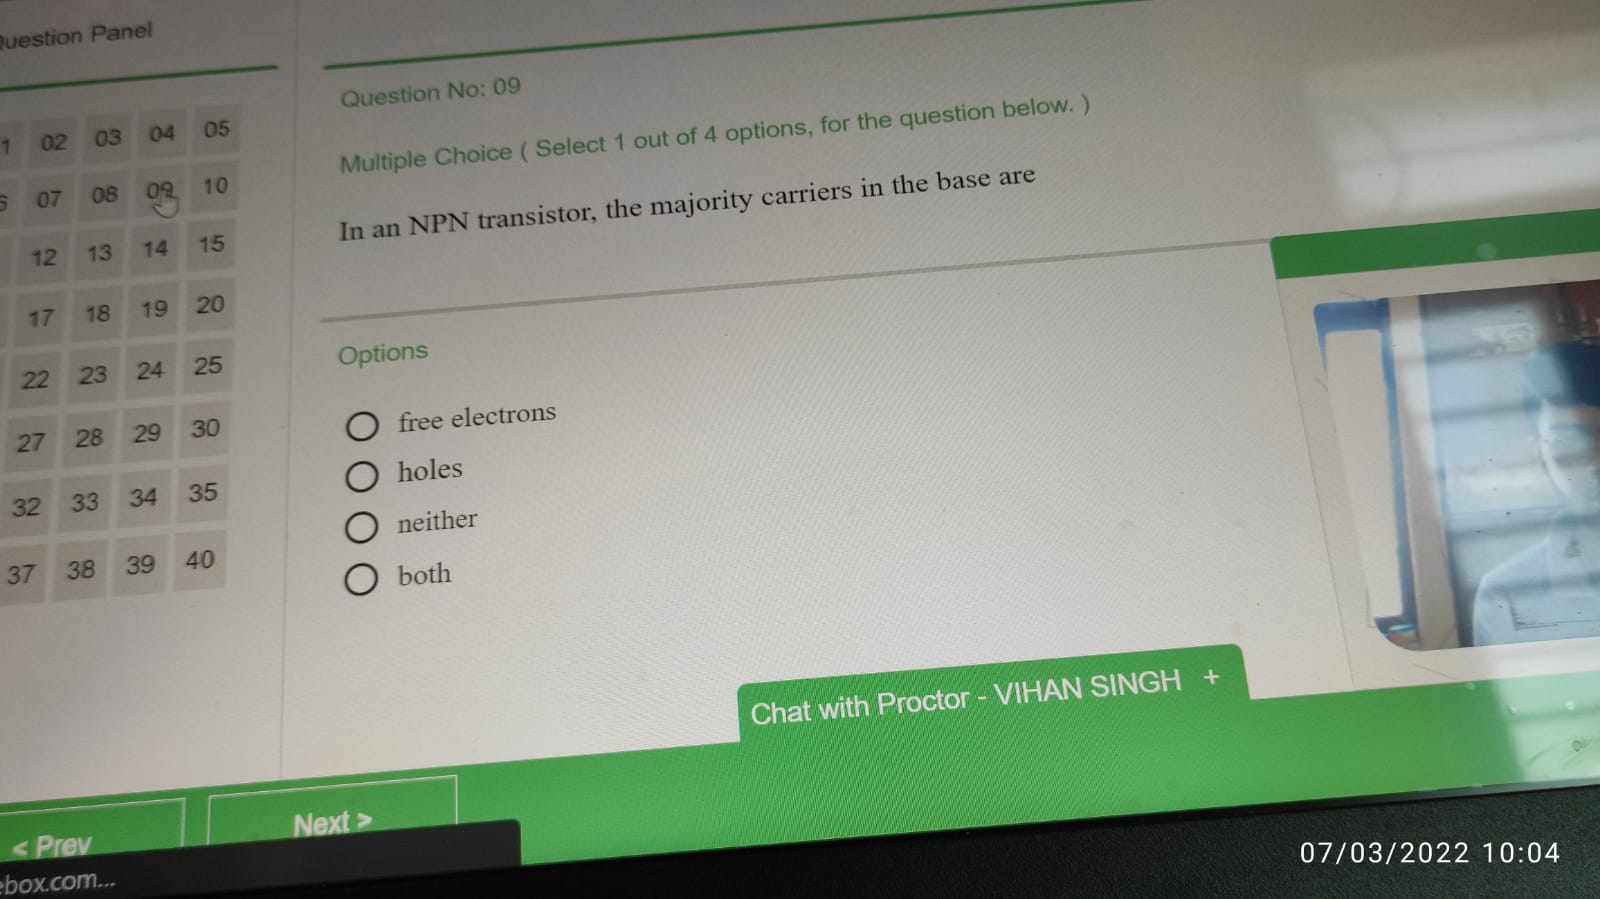 Question Panel
1 02 03 04 05
6 07 08 09 10
12 13 14 15
17 18 19 20
22 23 24 25
27 28 29 30
32 33 34 35
37 38 39 40
Question No: 09
Multiple Choice ( Select 1 out of 4 options, for the question below. )
In an NPN transistor, the majority carriers in the base are
Options
free electrons
holes
neither
both
Chat with Proctor - VIHAN SINGH +
< Prev
Next >
ebox.com...
07/03/2022 10:04